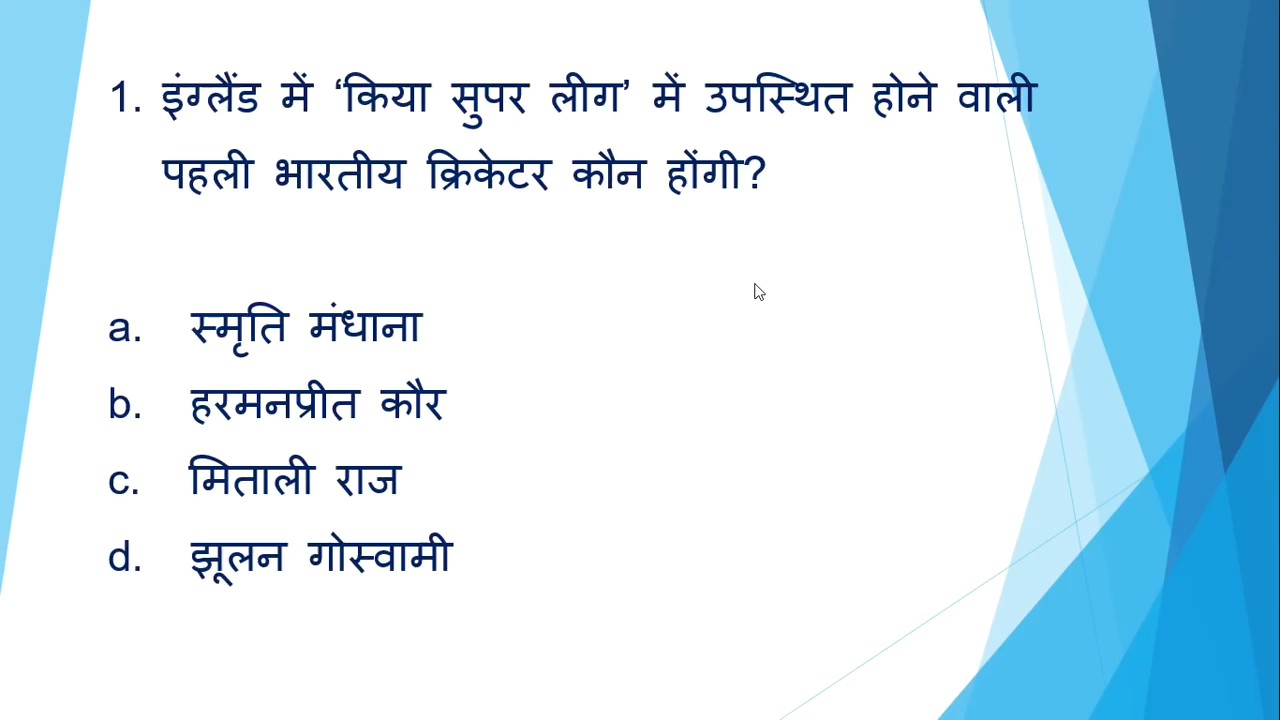 1. इंग्लैंड में ‘किया सुपर लीग’ में उपस्थित होने वाली
पहली भारतीय क्रिकेटर कौन होंगी?
a. स्मृति मंधाना
b. हरमनप्रीत कौर
c. मिताली राज
d. झूलन गोस्वामी